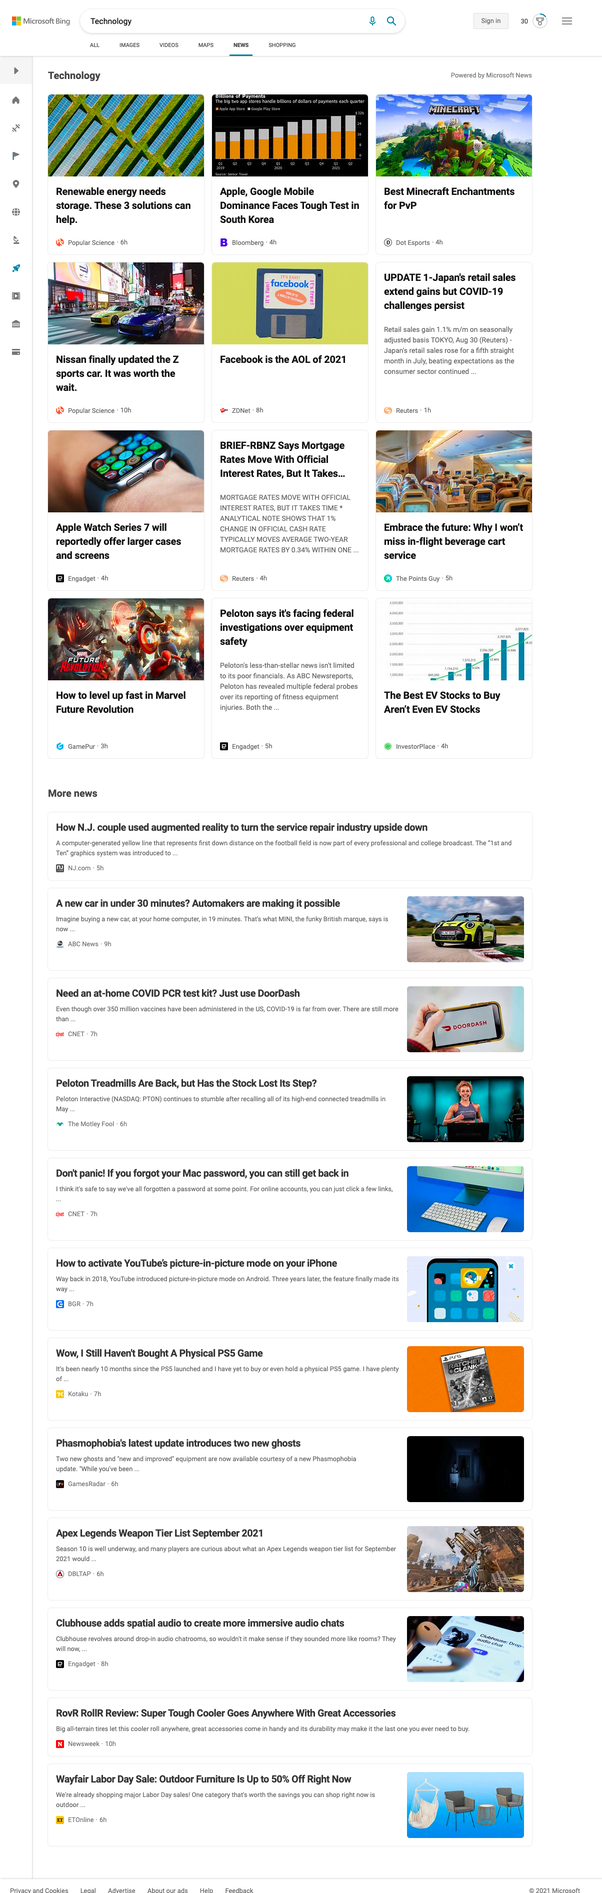 Microsoft Bing
Technology
Sign in
30
ALL
IMAGES
VIDEOS
MAPS
NEWS
SHOPPING
Technology
Powered by Microsoft News
Renewable energy needs
storage. These 3 solutions can
help.
Popular Science · 6h
Billions of Payments
The big two app stores handle billions of dollars of payments each quarter
Apple, Google Mobile
Dominance Faces Tough Test in
South Korea
Bloomberg · 4h
MINECRAFT
Best Minecraft Enchantments
for PvP
Dot Esports · 4h
Nissan finally updated the Z
sports car. It was worth the
wait.
Popular Science · 10h
facebook
Facebook is the AOL of 2021
ZDNet · 8h
UPDATE 1-Japan's retail sales
extend gains but COVID-19
challenges persist
Retail sales gain 1.1% m/m on seasonally
adjusted basis TOKYO, Aug 30 (Reuters) -
Japan's retail sales rose for a fifth straight
month in July, beating expectations as the
consumer sector continued ...
Reuters · 1h
Apple Watch Series 7 will
reportedly offer larger cases
and screens
Engadget · 4h
BRIEF-RBNZ Says Mortgage
Rates Move With Official
Interest Rates, But It Takes...
MORTGAGE RATES MOVE WITH OFFICIAL
INTEREST RATES, BUT IT TAKES TIME *
ANALYTICAL NOTE SHOWS THAT 1%
CHANGE IN OFFICIAL CASH RATE
TYPICALLY MOVES AVERAGE TWO-YEAR
MORTGAGE RATES BY 0.34% WITHIN ONE ...
Reuters · 4h
Embrace the future: Why I won't
miss in-flight beverage cart
service
The Points Guy · 5h
MARVEL
FUTURE
REVOLUTION
How to level up fast in Marvel
Future Revolution
GamePur · 3h
Peloton says it's facing federal
investigations over equipment
safety
Peloton's less-than-stellar news isn't limited
to its poor financials. As ABC Newsreports,
Peloton has revealed multiple federal probes
over its reporting of fitness equipment
injuries. Both the ...
Engadget · 5h
The Best EV Stocks to Buy
Aren't Even EV Stocks
InvestorPlace · 4h
More news
How N.J. couple used augmented reality to turn the service repair industry upside down
A computer-generated yellow line that represents first down distance on the football field is now part of every professional and college broadcast. The "1st and
Ten" graphics system was introduced to ...
NJ.com · 5h
A new car in under 30 minutes? Automakers are making it possible
Imagine buying a new car, at your home computer, in 19 minutes. That's what MINI, the funky British marque, says is
now ...
ABC News · 9h
Need an at-home COVID PCR test kit? Just use DoorDash
Even though over 350 million vaccines have been administered in the US, COVID-19 is far from over. There are still more
than ...
CNET · 7h
DOORDASH
Peloton Treadmills Are Back, but Has the Stock Lost Its Step?
Peloton Interactive (NASDAQ: PTON) continues to stumble after recalling all of its high-end connected treadmills in
May ...
The Motley Fool · 6h
Don't panic! If you forgot your Mac password, you can still get back in
I think it's safe to say we've all forgotten a password at some point. For online accounts, you can just click a few links,
...
CNET · 7h
How to activate YouTube's picture-in-picture mode on your iPhone
Way back in 2018, YouTube introduced picture-in-picture mode on Android. Three years later, the feature finally made its
way ...
BGR · 7h
Wow, I Still Haven't Bought A Physical PS5 Game
It's been nearly 10 months since the PS5 launched and I have yet to buy or even hold a physical PS5 game. I have plenty
of ...
Kotaku · 7h
RATCHET
CLANK
Phasmophobia's latest update introduces two new ghosts
Two new ghosts and "new and improved" equipment are now available courtesy of a new Phasmophobia
update. "While you've been ...
GamesRadar · 6h
Apex Legends Weapon Tier List September 2021
Season 10 is well underway, and many players are curious about what an Apex Legends weapon tier list for September
2021 would ...
DBLTAP · 6h
Clubhouse adds spatial audio to create more immersive audio chats
Clubhouse revolves around drop-in audio chatrooms, so wouldn't it make sense if they sounded more like rooms? They
will now, ...
Engadget · 8h
RovR RollR Review: Super Tough Cooler Goes Anywhere With Great Accessories
Big all-terrain tires let this cooler roll anywhere, great accessories come in handy and its durability may make it the last one you ever need to buy.
Newsweek · 10h
Wayfair Labor Day Sale: Outdoor Furniture Is Up to 50% Off Right Now
We're already shopping major Labor Day sales! One category that's worth the savings you can shop right now is
outdoor ...
ETOnline · 6h
Privacy and Cookies
Legal
Advertise
About our ads
Help
Feedback
© 2021 Microsoft